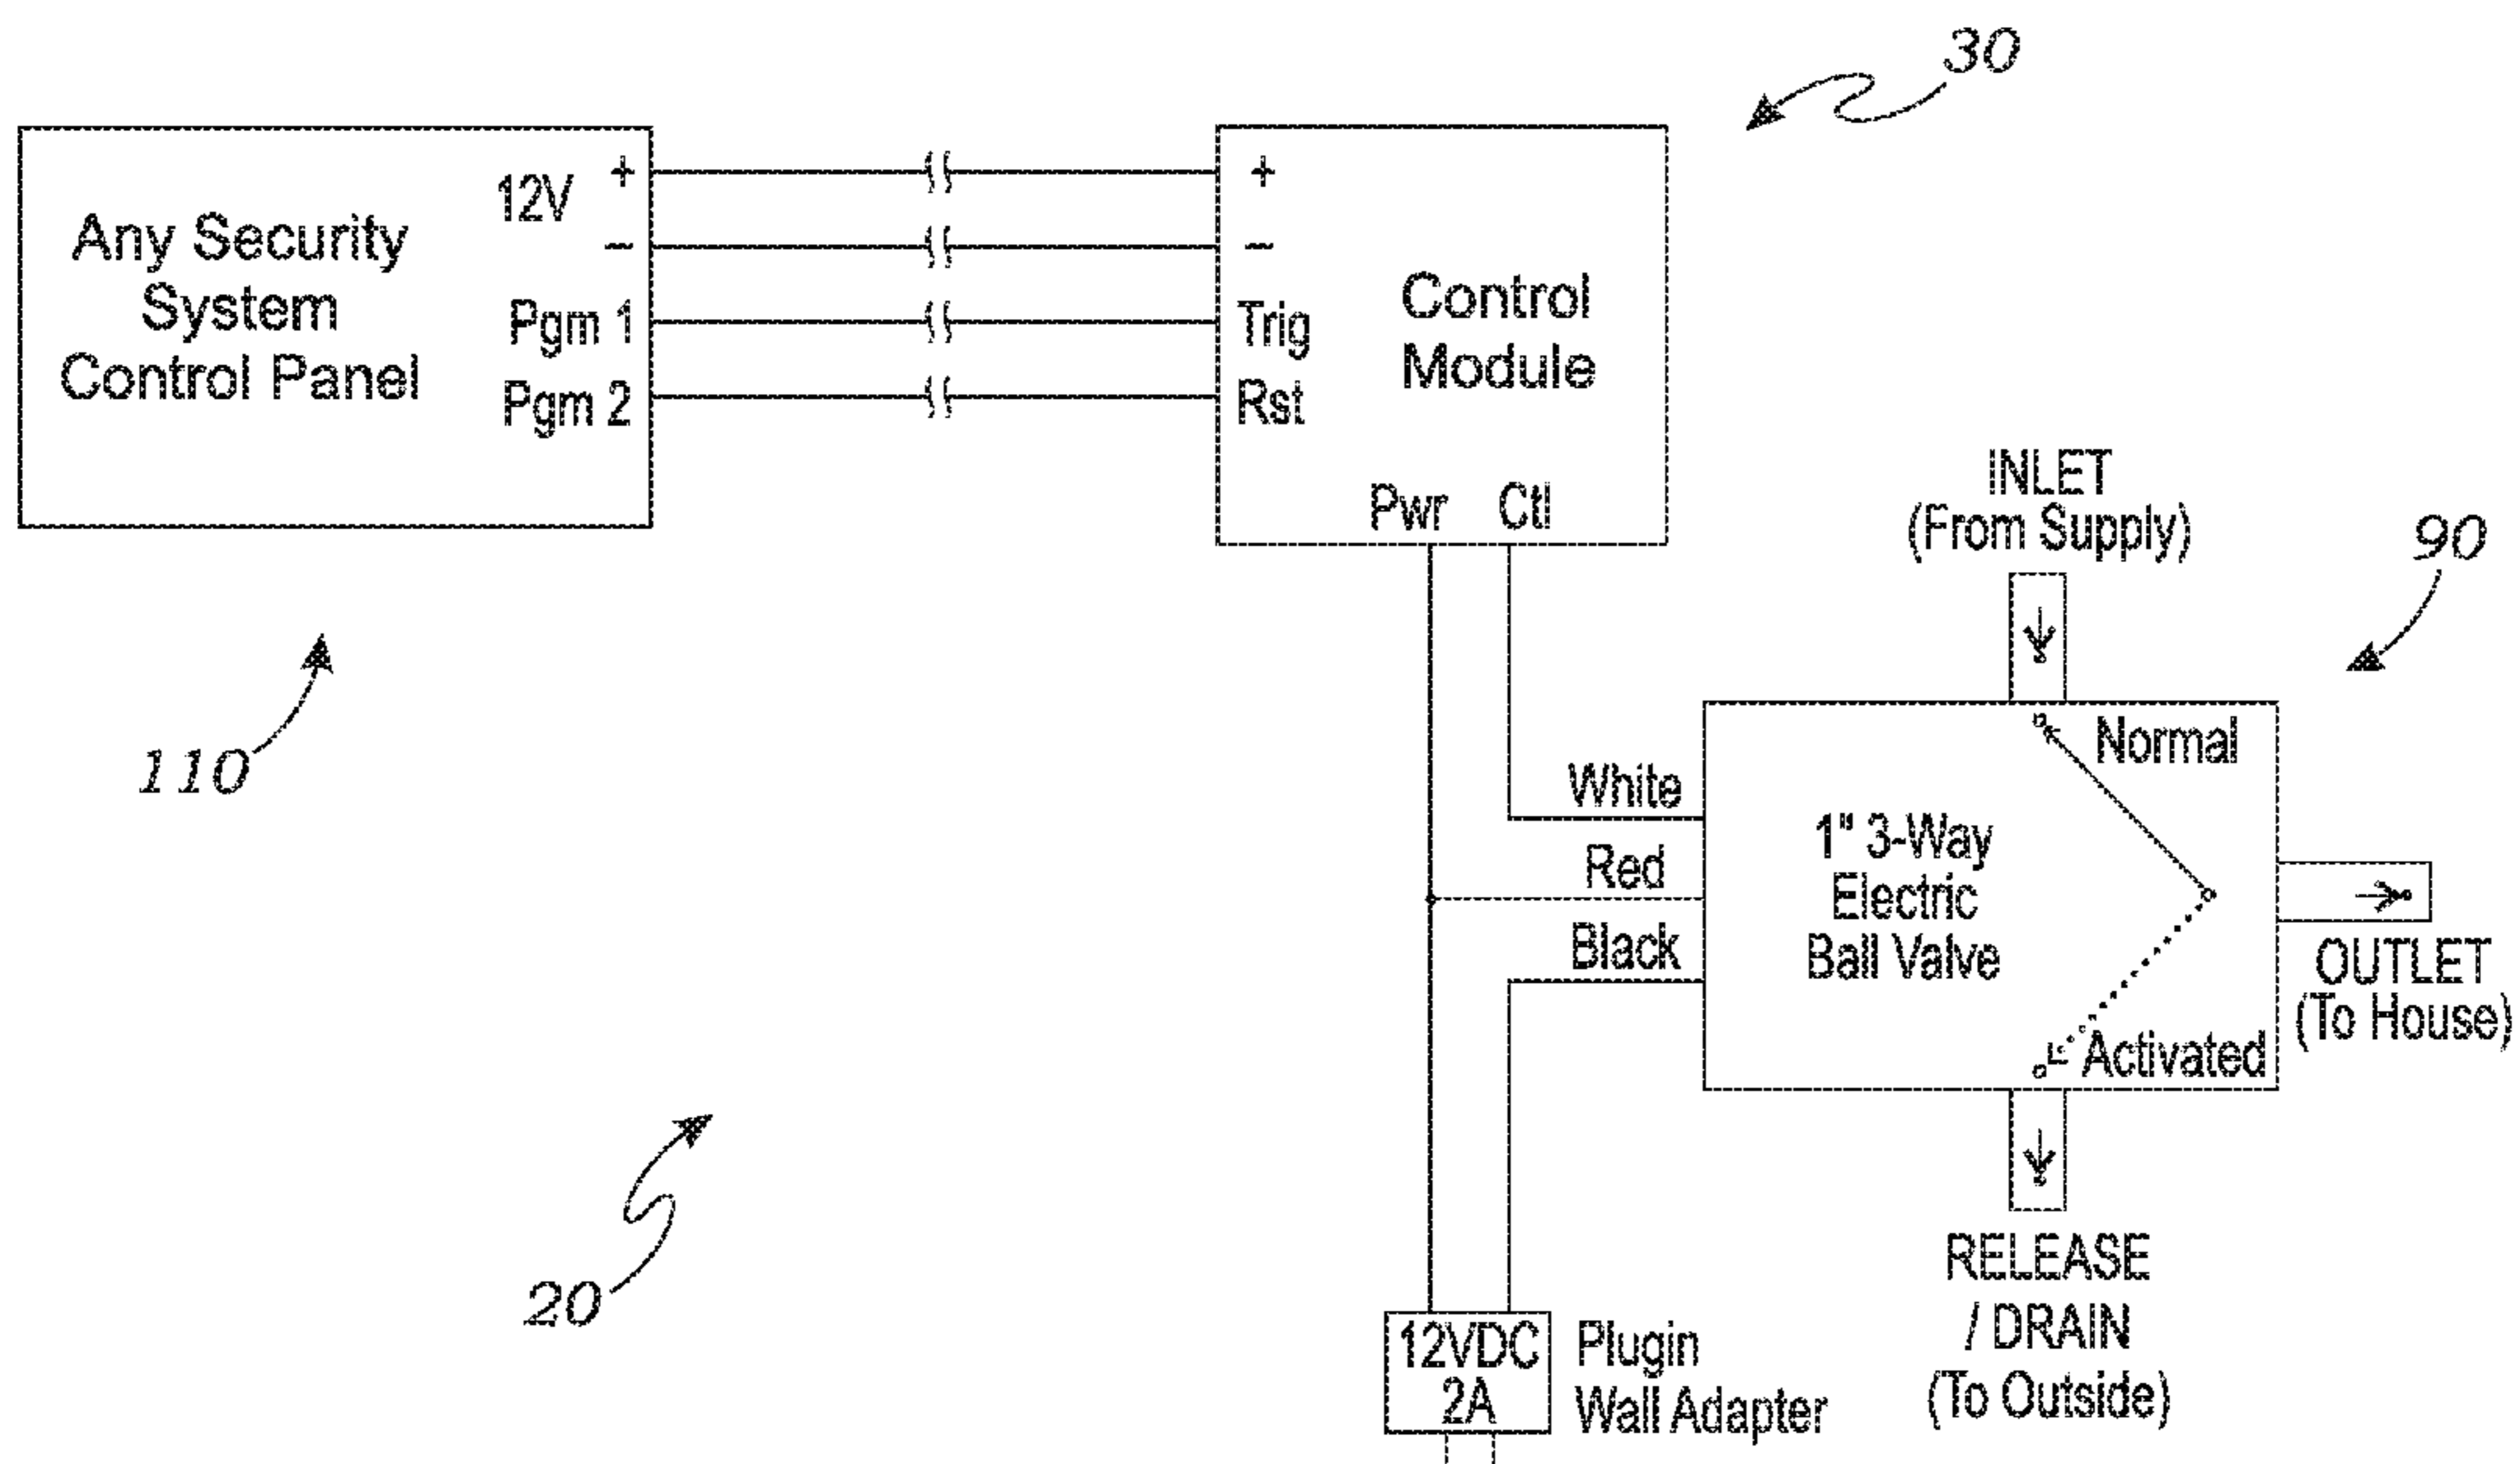 30
Any Security
System
Control Panel
12V
+
−
Pgm 1
Pgm 2
+
−
Trig
Rst
Control
Module
Pwr
Ctl
110
INLET
(From Supply)
90
White
Red
Black
1" 3-Way
Electric
Ball Valve
Normal
Activated
OUTLET
(To House)
20
12VDC
2A
Plugin
Wall Adapter
RELEASE
/ DRAIN
(To Outside)